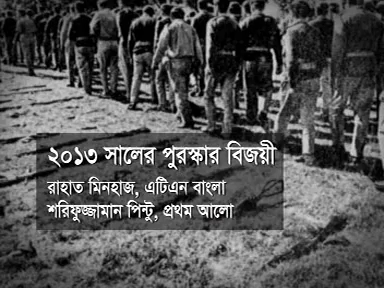 ২০১৩ সালের পুরস্কার বিজয়ী
রাহাত মিনহাজ, এটিএন বাংলা
শরিফুজ্জামান পিন্টু, প্রথম আলো